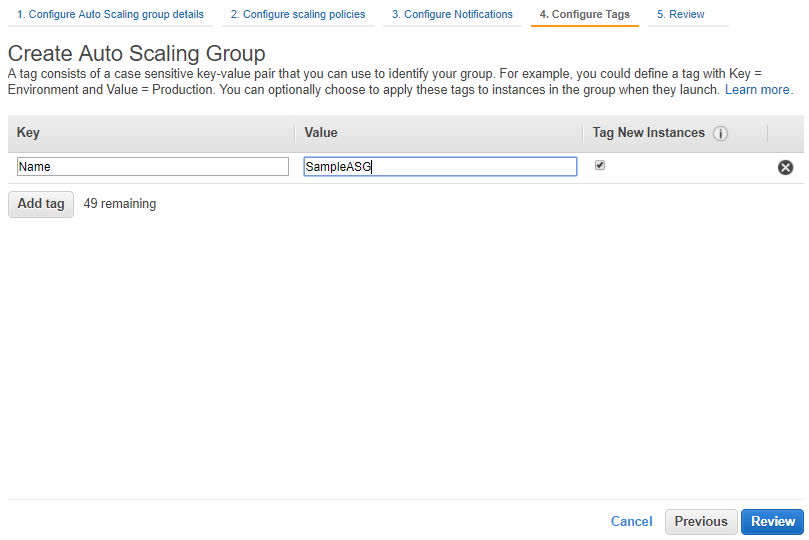 1. Configure Auto Scaling group details 2. Configure scaling policies 3. Configure Notifications 4. Configure Tags 5. Review
Create Auto Scaling Group
A tag consists of a case sensitive key-value pair that you can use to identify your group. For example, you could define a tag with Key =
Environment and Value = Production. You can optionally choose to apply these tags to instances in the group when they launch. Learn more.
Key Value Tag New Instances i
Name SampleASG
Add tag 49 remaining
Cancel Previous Review